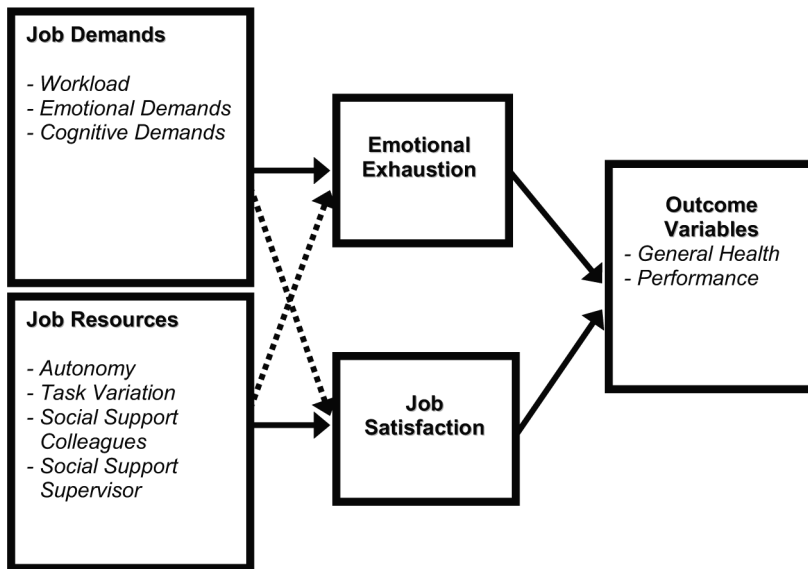 Job Demands
- Workload
- Emotional Demands
- Cognitive Demands
Job Resources
- Autonomy
- Task Variation
- Social Support
Colleagues
- Social Support
Supervisor
Emotional
Exhaustion
Job
Satisfaction
Outcome
Variables
- General Health
- Performance